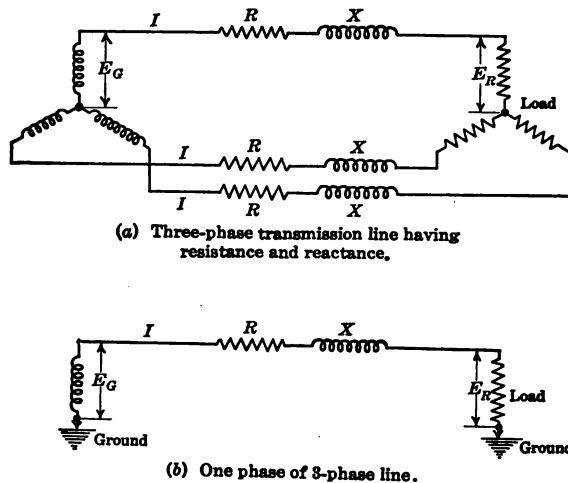 I R X
E_G E_R
Load
I R X
I R X
(a) Three-phase transmission line having
resistance and reactance.
I R X
E_G E_R Load
Ground Ground
(b) One phase of 3-phase line.